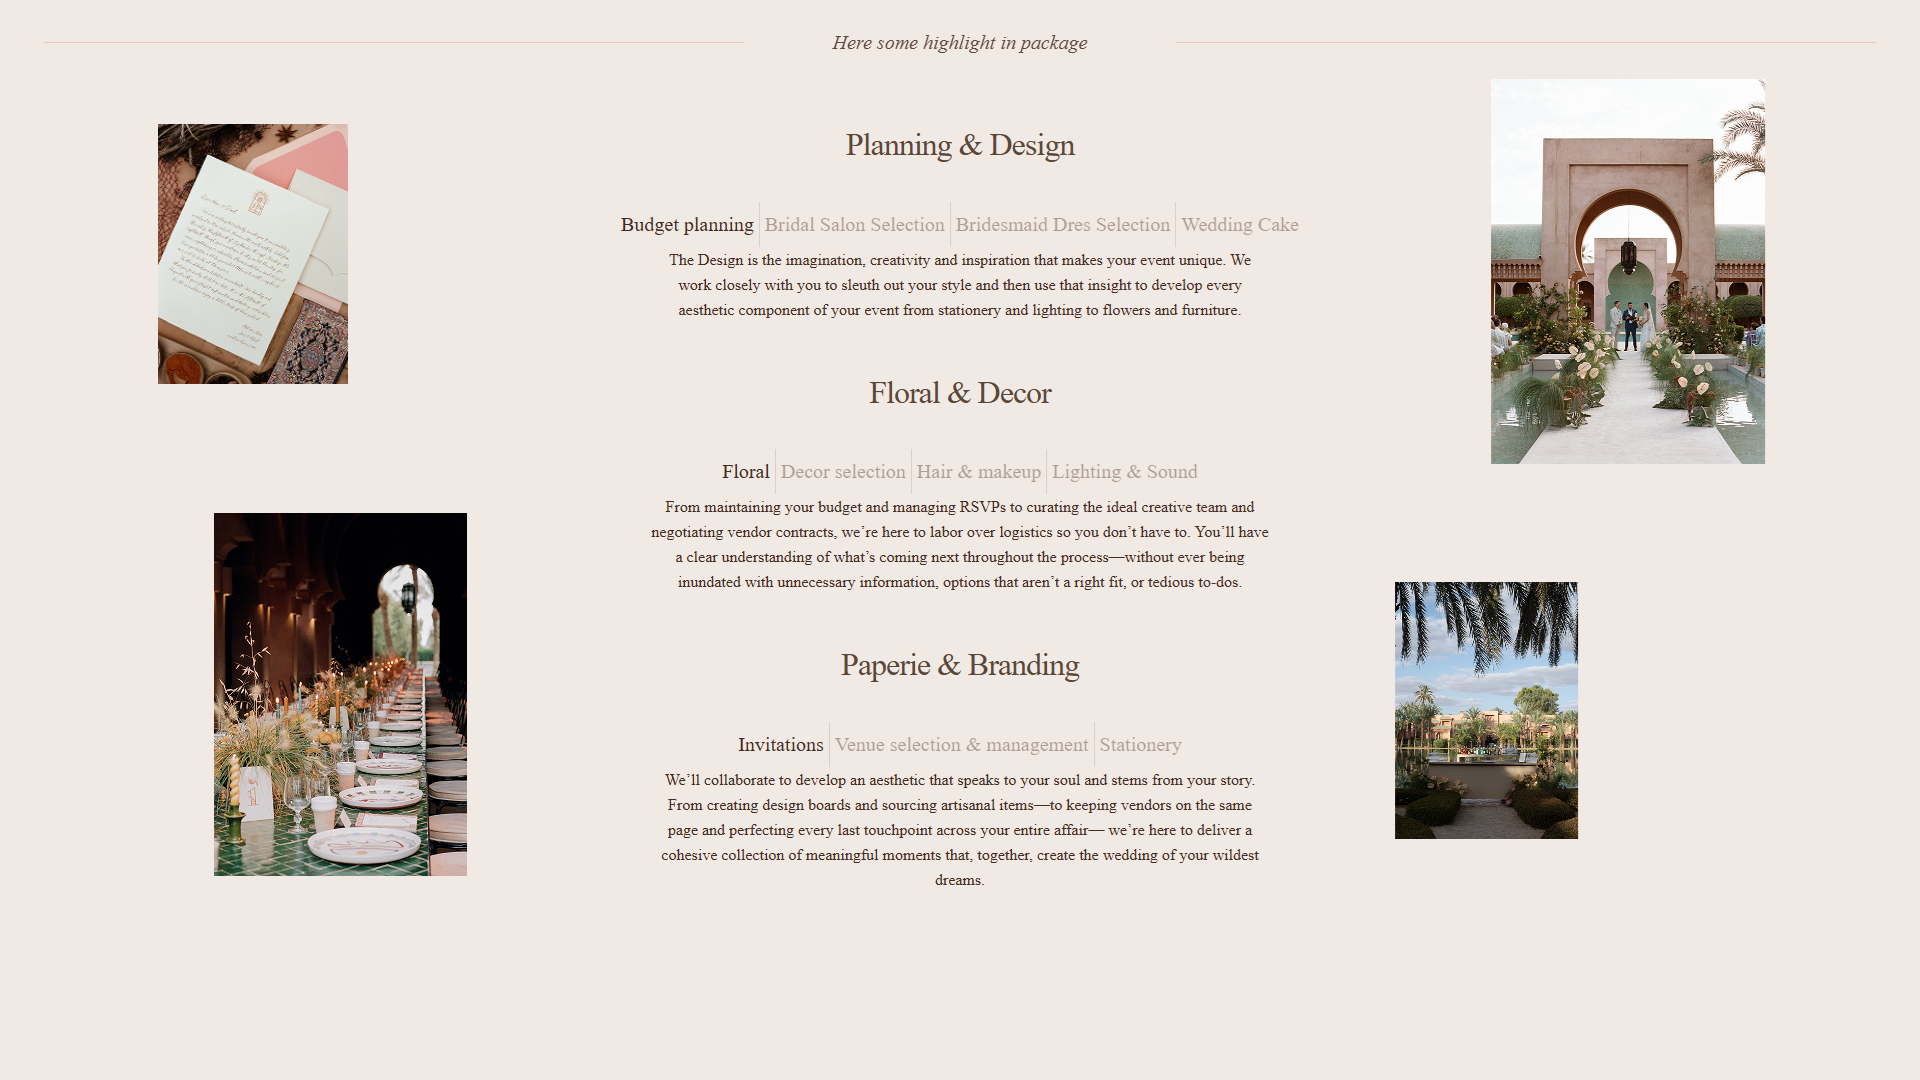 Here some highlight in package
Planning & Design
Budget planning Bridal Salon Selection Bridesmaid Dres Selection Wedding Cake
The Design is the imagination, creativity and inspiration that makes your event unique. We
work closely with you to sleuth out your style and then use that insight to develop every
aesthetic component of your event from stationery and lighting to flowers and furniture.
Floral & Decor
Floral Decor selection Hair & makeup Lighting & Sound
From maintaining your budget and managing RSVPs to curating the ideal creative team and
negotiating vendor contracts, we’re here to labor over logistics so you don’t have to. You’ll have
a clear understanding of what’s coming next throughout the process—without ever being
inundated with unnecessary information, options that aren’t a right fit, or tedious to-dos.
Paperie & Branding
Invitations Venue selection & management Stationery
We’ll collaborate to develop an aesthetic that speaks to your soul and stems from your story.
From creating design boards and sourcing artisanal items—to keeping vendors on the same
page and perfecting every last touchpoint across your entire affair— we’re here to deliver a
cohesive collection of meaningful moments that, together, create the wedding of your wildest
dreams.